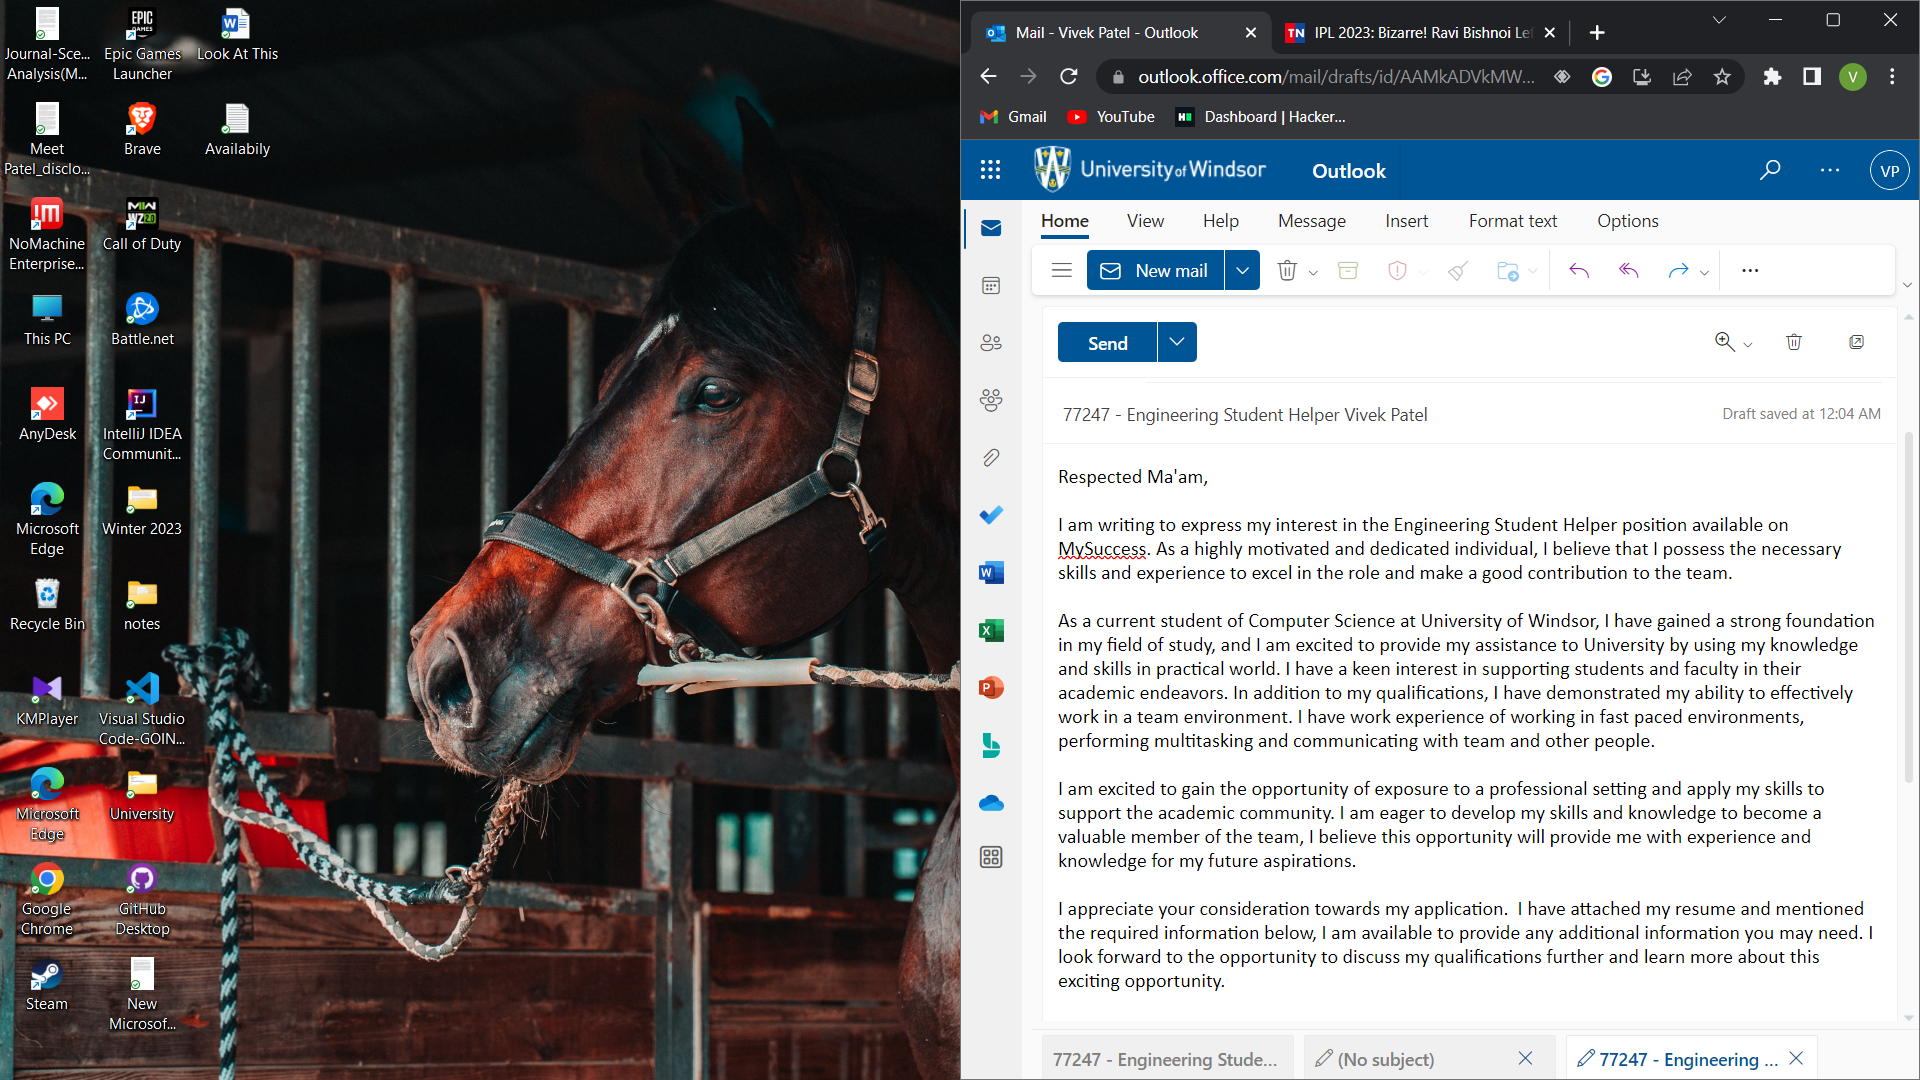 Journal-Sce...
Analysis(M...
Epic Games
Launcher
Look At This
Meet
Patel_disclo...
Brave
Availabily
NoMachine
Enterprise...
Call of Duty
This PC
Battle.net
AnyDesk
IntelliJ IDEA
Communit...
Microsoft
Edge
Winter 2023
Recycle Bin
notes
KMPlayer
Visual Studio
Code-GOIN...
Microsoft
Edge
University
Google
Chrome
GitHub
Desktop
Steam
New
Microsof...
Mail - Vivek Patel - Outlook
IPL 2023: Bizarre! Ravi Bishnoi Le
outlook.office.com/mail/drafts/id/AAMkADVkMW...
V
Gmail
YouTube
Dashboard | Hacker...
University of Windsor
Outlook
VP
Home
View
Help
Message
Insert
Format text
Options
New mail
Send
77247 - Engineering Student Helper Vivek Patel
Draft saved at 12:04 AM
Respected Ma'am,
I am writing to express my interest in the Engineering Student Helper position available on
MySuccess. As a highly motivated and dedicated individual, I believe that I possess the necessary
skills and experience to excel in the role and make a good contribution to the team.
As a current student of Computer Science at University of Windsor, I have gained a strong foundation
in my field of study, and I am excited to provide my assistance to University by using my knowledge
and skills in practical world. I have a keen interest in supporting students and faculty in their
academic endeavors. In addition to my qualifications, I have demonstrated my ability to effectively
work in a team environment. I have work experience of working in fast paced environments,
performing multitasking and communicating with team and other people.
I am excited to gain the opportunity of exposure to a professional setting and apply my skills to
support the academic community. I am eager to develop my skills and knowledge to become a
valuable member of the team, I believe this opportunity will provide me with experience and
knowledge for my future aspirations.
I appreciate your consideration towards my application.  I have attached my resume and mentioned
the required information below, I am available to provide any additional information you may need. I
look forward to the opportunity to discuss my qualifications further and learn more about this
exciting opportunity.
77247 - Engineering Stude...
(No subject)
77247 - Engineering ...